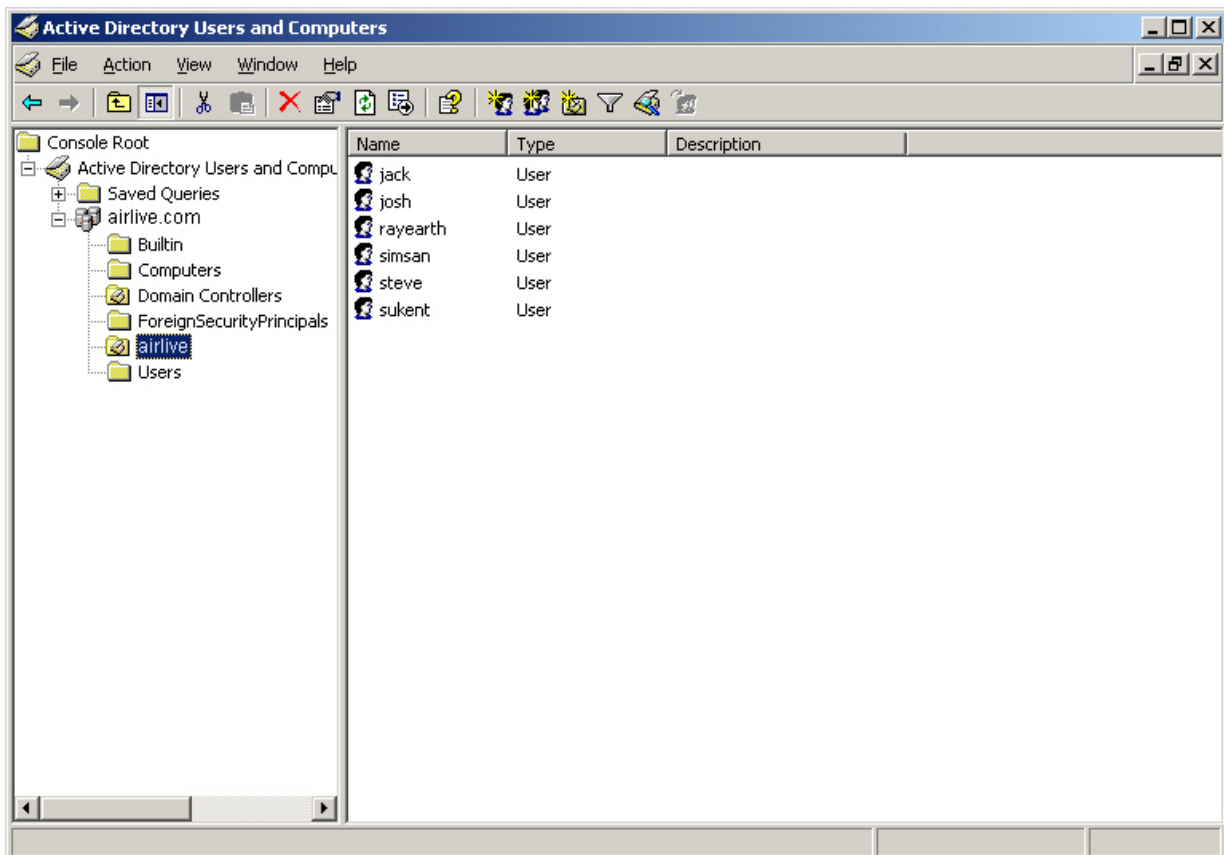 Active Directory Users and Computers
File Action View Window Help
Console Root
Active Directory Users and Compu
Saved Queries
airlive.com
Builtin
Computers
Domain Controllers
ForeignSecurityPrincipals
airlive
Users
Name Type Description
jack User
josh User
rayearth User
simsan User
steve User
sukent User